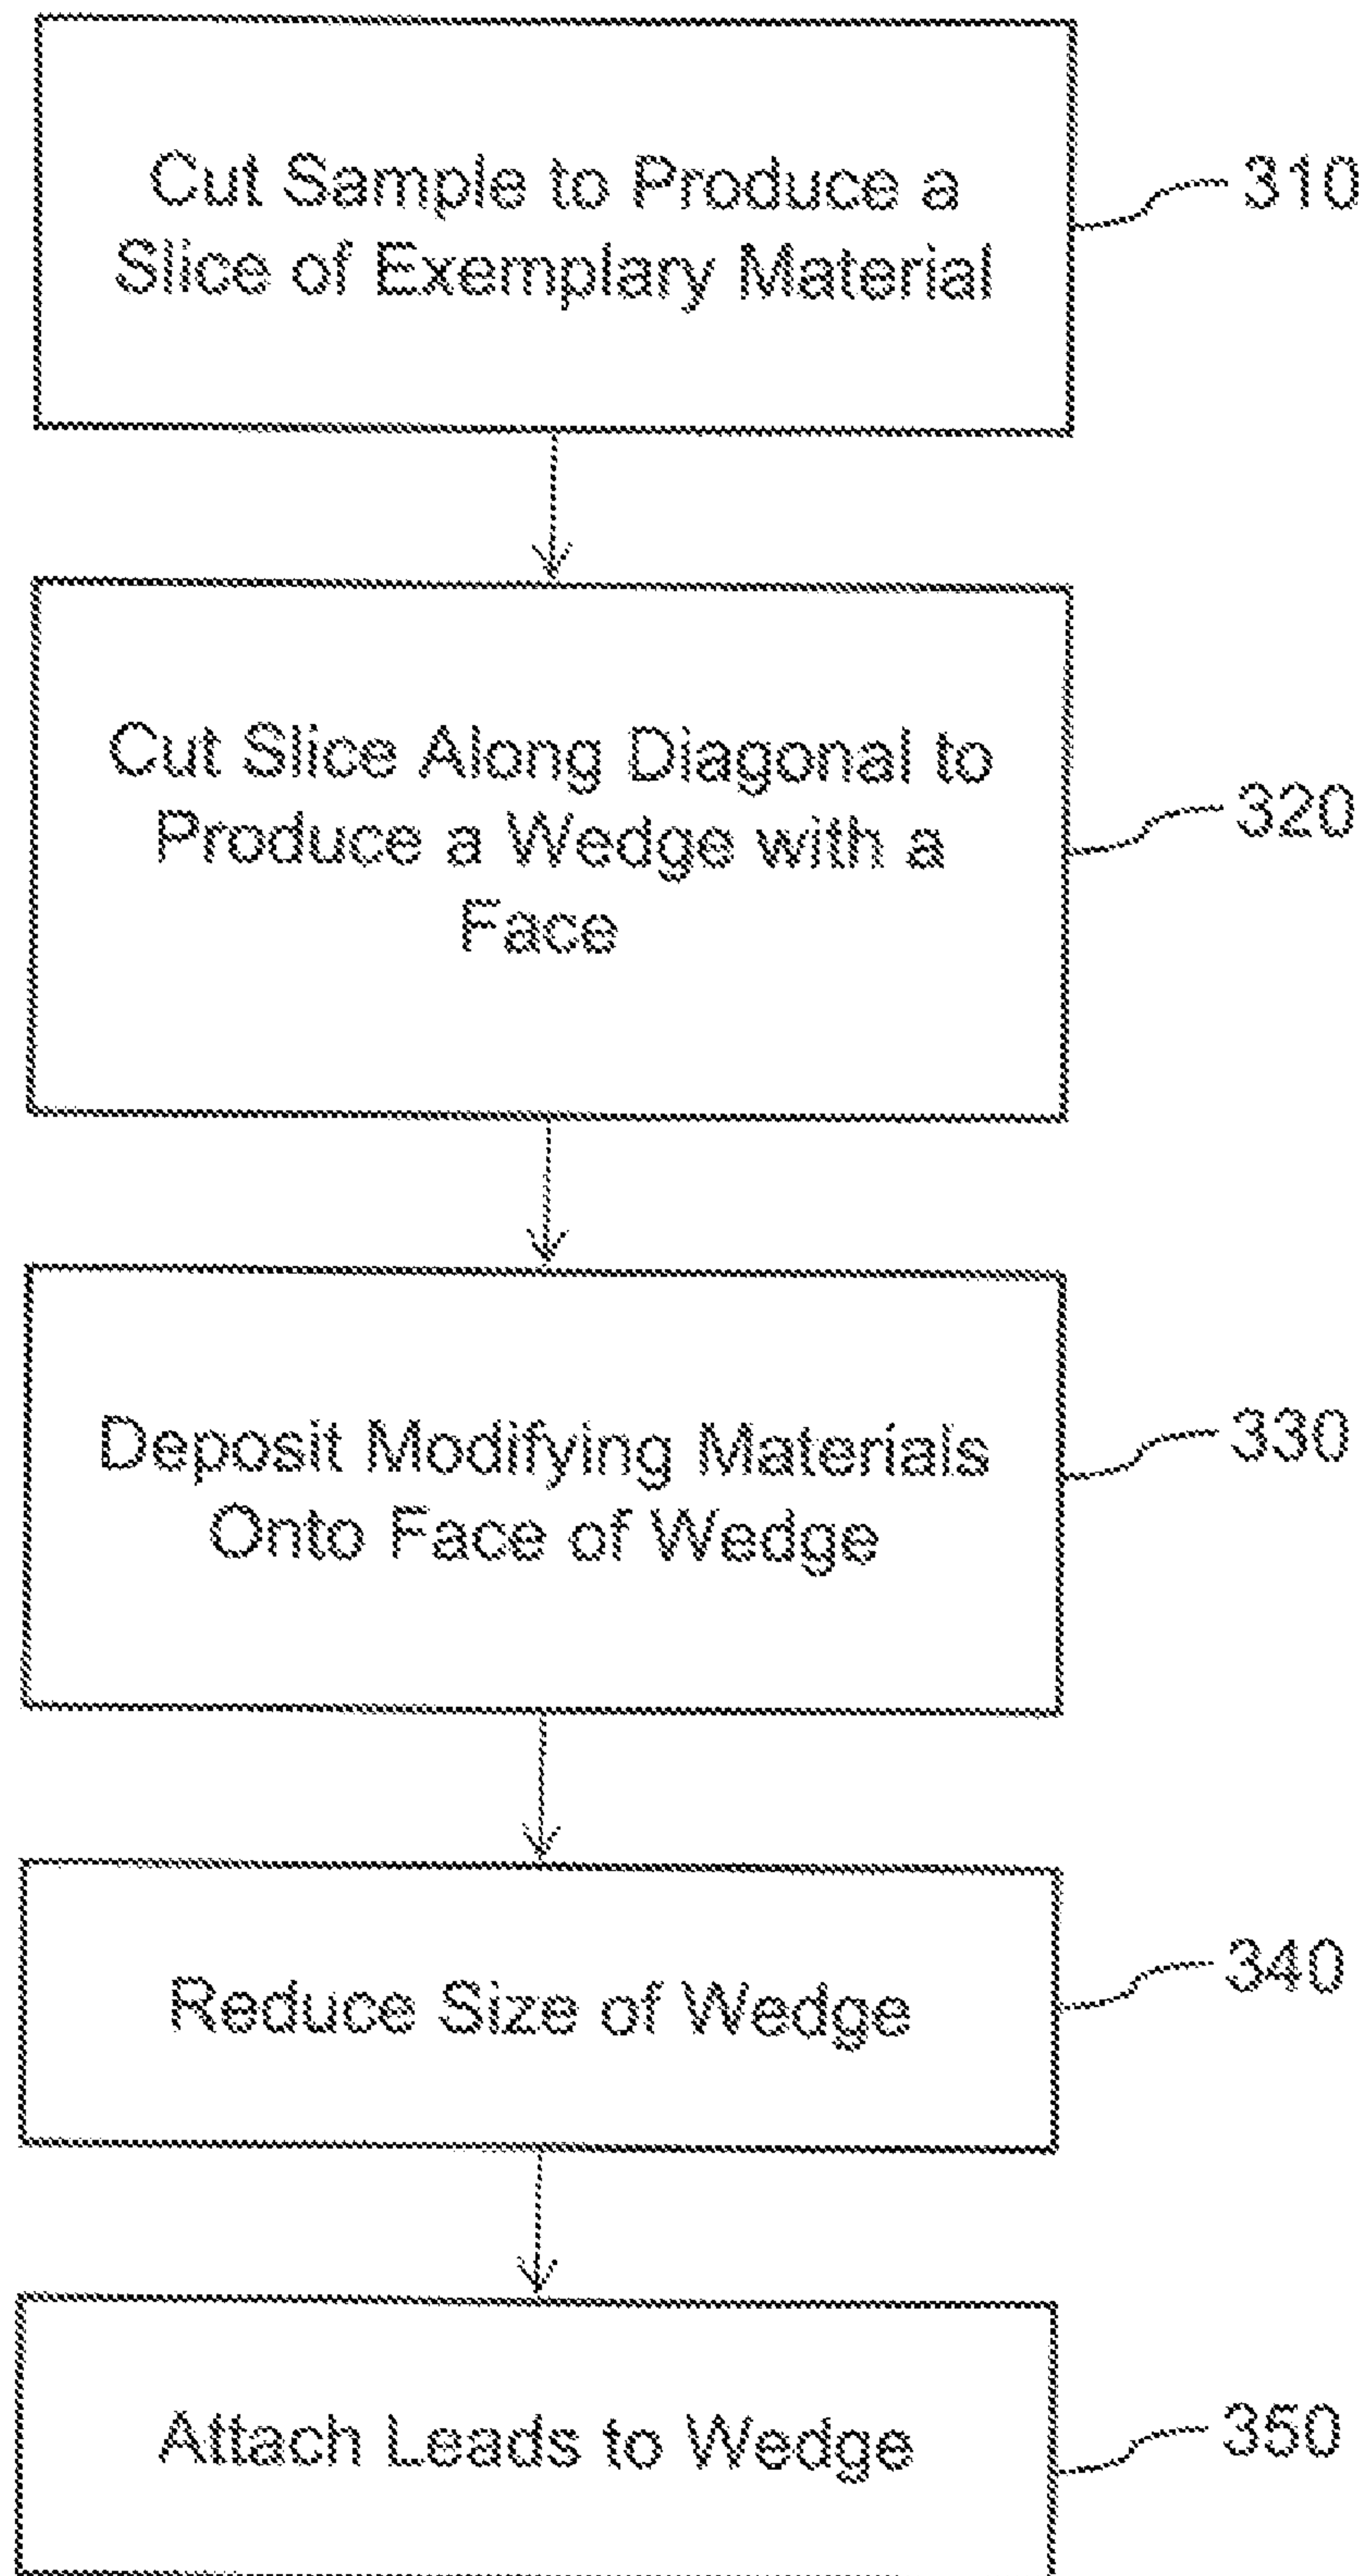 Cut Sample to Produce a
Slice of Exemplary Material
310
Cut Slice Along Diagonal to
Produce a Wedge with a
Face
320
Deposit Modifying Materials
Onto Face of Wedge
330
Reduce Size of Wedge
340
Attach Leads to Wedge
350